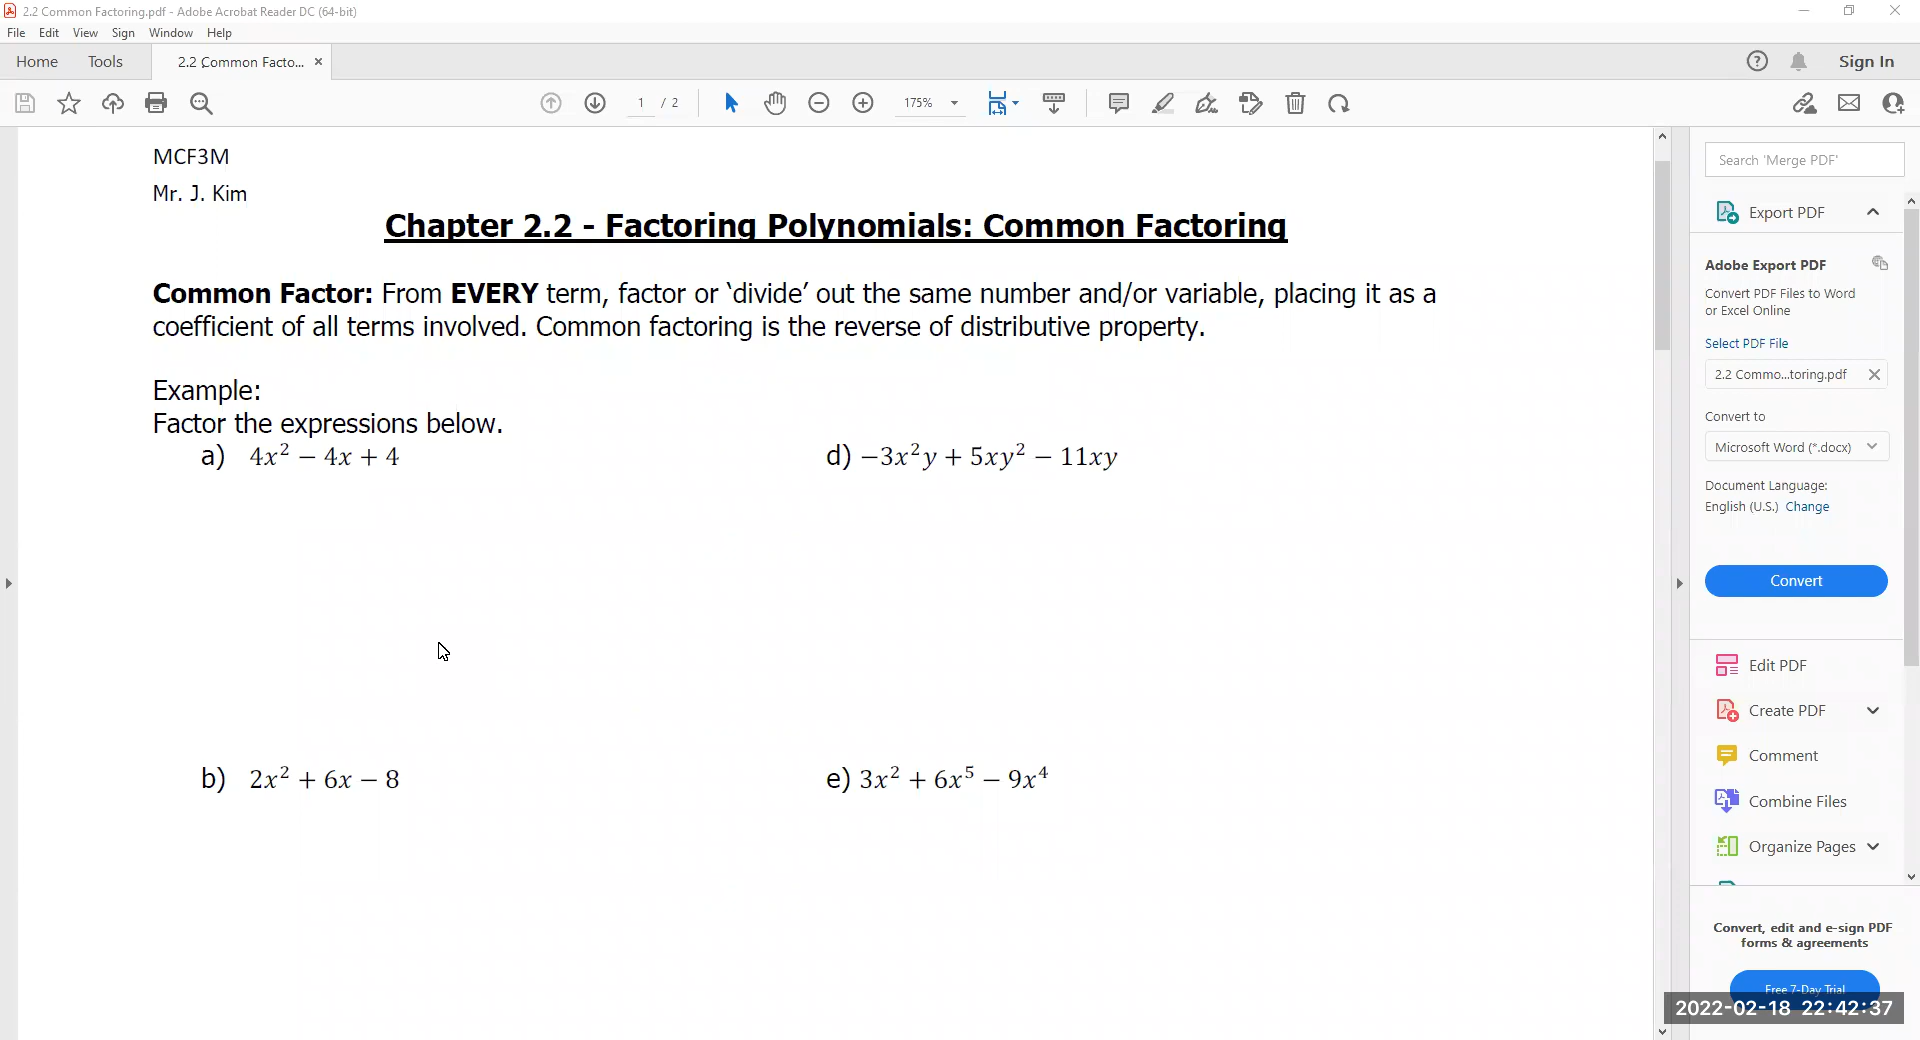 2.2 Common Factoring.pdf - Adobe Acrobat Reader DC (64-bit)
File Edit View Sign Window Help
Home Tools 2.2 Common Facto... × Sign In
1 / 2 175%
MCF3M
Mr. J. Kim
Chapter 2.2 - Factoring Polynomials: Common Factoring
Common Factor: From EVERY term, factor or ‘divide’ out the same number and/or variable, placing it as a
coefficient of all terms involved. Common factoring is the reverse of distributive property.
Example:
Factor the expressions below.
a) 4x² − 4x + 4
d) −3x²y + 5xy² − 11xy
b) 2x² + 6x − 8
e) 3x² + 6x⁵ − 9x⁴
Search 'Merge PDF'
Export PDF
Adobe Export PDF
Convert PDF Files to Word
or Excel Online
Select PDF File
2.2 Commo...toring.pdf
Convert to
Microsoft Word (*.docx)
Document Language:
English (U.S.) Change
Convert
Edit PDF
Create PDF
Comment
Combine Files
Organize Pages
Convert, edit and e-sign PDF
forms & agreements
Free 7-Day Trial
2022-02-18 22:42:37